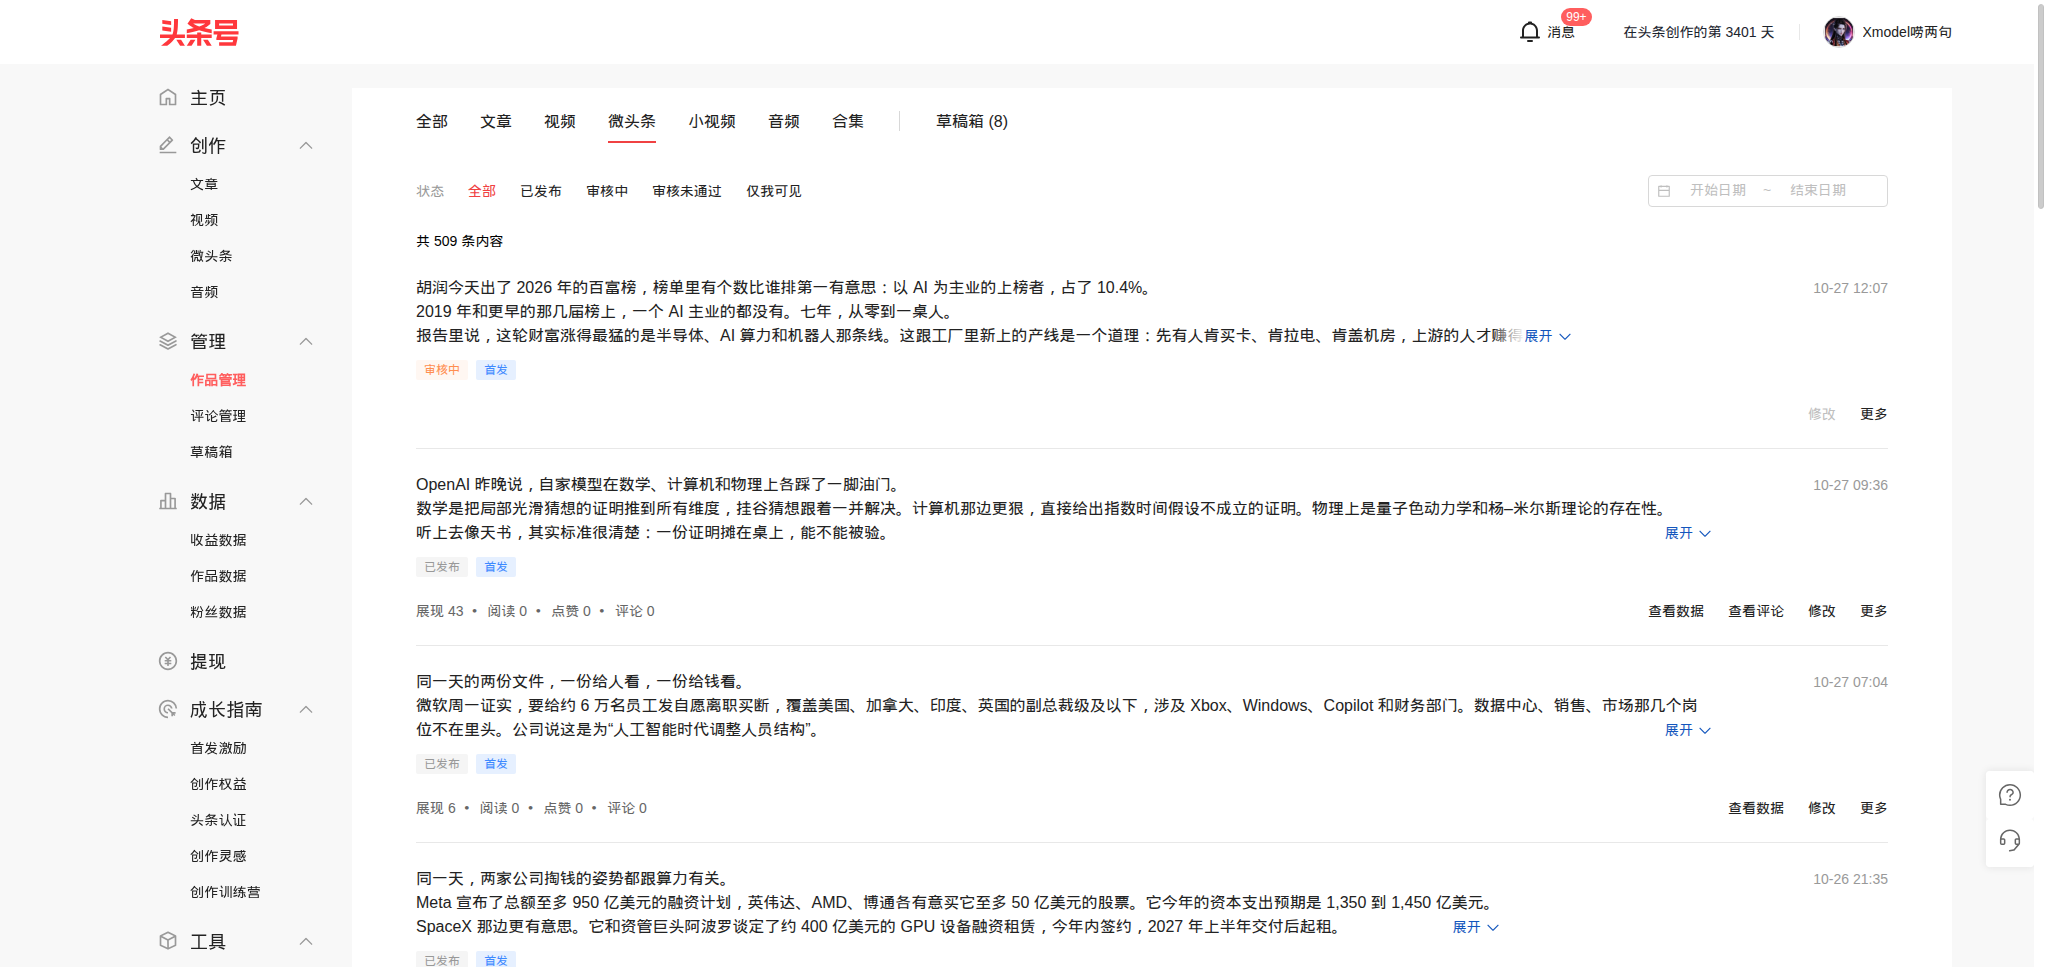 头条号
99+
消息
在头条创作的第 3401 天
Xmodel唠两句
主页
创作
文章
视频
微头条
音频
管理
作品管理
评论管理
草稿箱
数据
收益数据
作品数据
粉丝数据
提现
成长指南
首发激励
创作权益
头条认证
创作灵感
创作训练营
工具
全部 文章 视频 微头条 小视频 音频 合集 草稿箱 (8)
状态 全部 已发布 审核中 审核未通过 仅我可见
开始日期 ~ 结束日期
共 509 条内容
胡润今天出了 2026 年的百富榜，榜单里有个数比谁排第一有意思：以 AI 为主业的上榜者，占了 10.4%。
10-27 12:07
2019 年和更早的那几届榜上，一个 AI 主业的都没有。七年，从零到一桌人。
报告里说，这轮财富涨得最猛的是半导体、AI 算力和机器人那条线。这跟工厂里新上的产线是一个道理：先有人肯买卡、肯拉电、肯盖机房，上游的人才赚得 展开
审核中 首发
修改 更多
OpenAI 昨晚说，自家模型在数学、计算机和物理上各踩了一脚油门。
10-27 09:36
数学是把局部光滑猜想的证明推到所有维度，挂谷猜想跟着一并解决。计算机那边更狠，直接给出指数时间假设不成立的证明。物理上是量子色动力学和杨–米尔斯理论的存在性。
听上去像天书，其实标准很清楚：一份证明摊在桌上，能不能被验。 展开
已发布 首发
展现 43 • 阅读 0 • 点赞 0 • 评论 0
查看数据 查看评论 修改 更多
同一天的两份文件，一份给人看，一份给钱看。
10-27 07:04
微软周一证实，要给约 6 万名员工发自愿离职买断，覆盖美国、加拿大、印度、英国的副总裁级及以下，涉及 Xbox、Windows、Copilot 和财务部门。数据中心、销售、市场那几个岗
位不在里头。公司说这是为“人工智能时代调整人员结构”。 展开
已发布 首发
展现 6 • 阅读 0 • 点赞 0 • 评论 0
查看数据 修改 更多
同一天，两家公司掏钱的姿势都跟算力有关。
10-26 21:35
Meta 宣布了总额至多 950 亿美元的融资计划，英伟达、AMD、博通各有意买它至多 50 亿美元的股票。它今年的资本支出预期是 1,350 到 1,450 亿美元。
SpaceX 那边更有意思。它和资管巨头阿波罗谈定了约 400 亿美元的 GPU 设备融资租赁，今年内签约，2027 年上半年交付后起租。 展开
已发布 首发